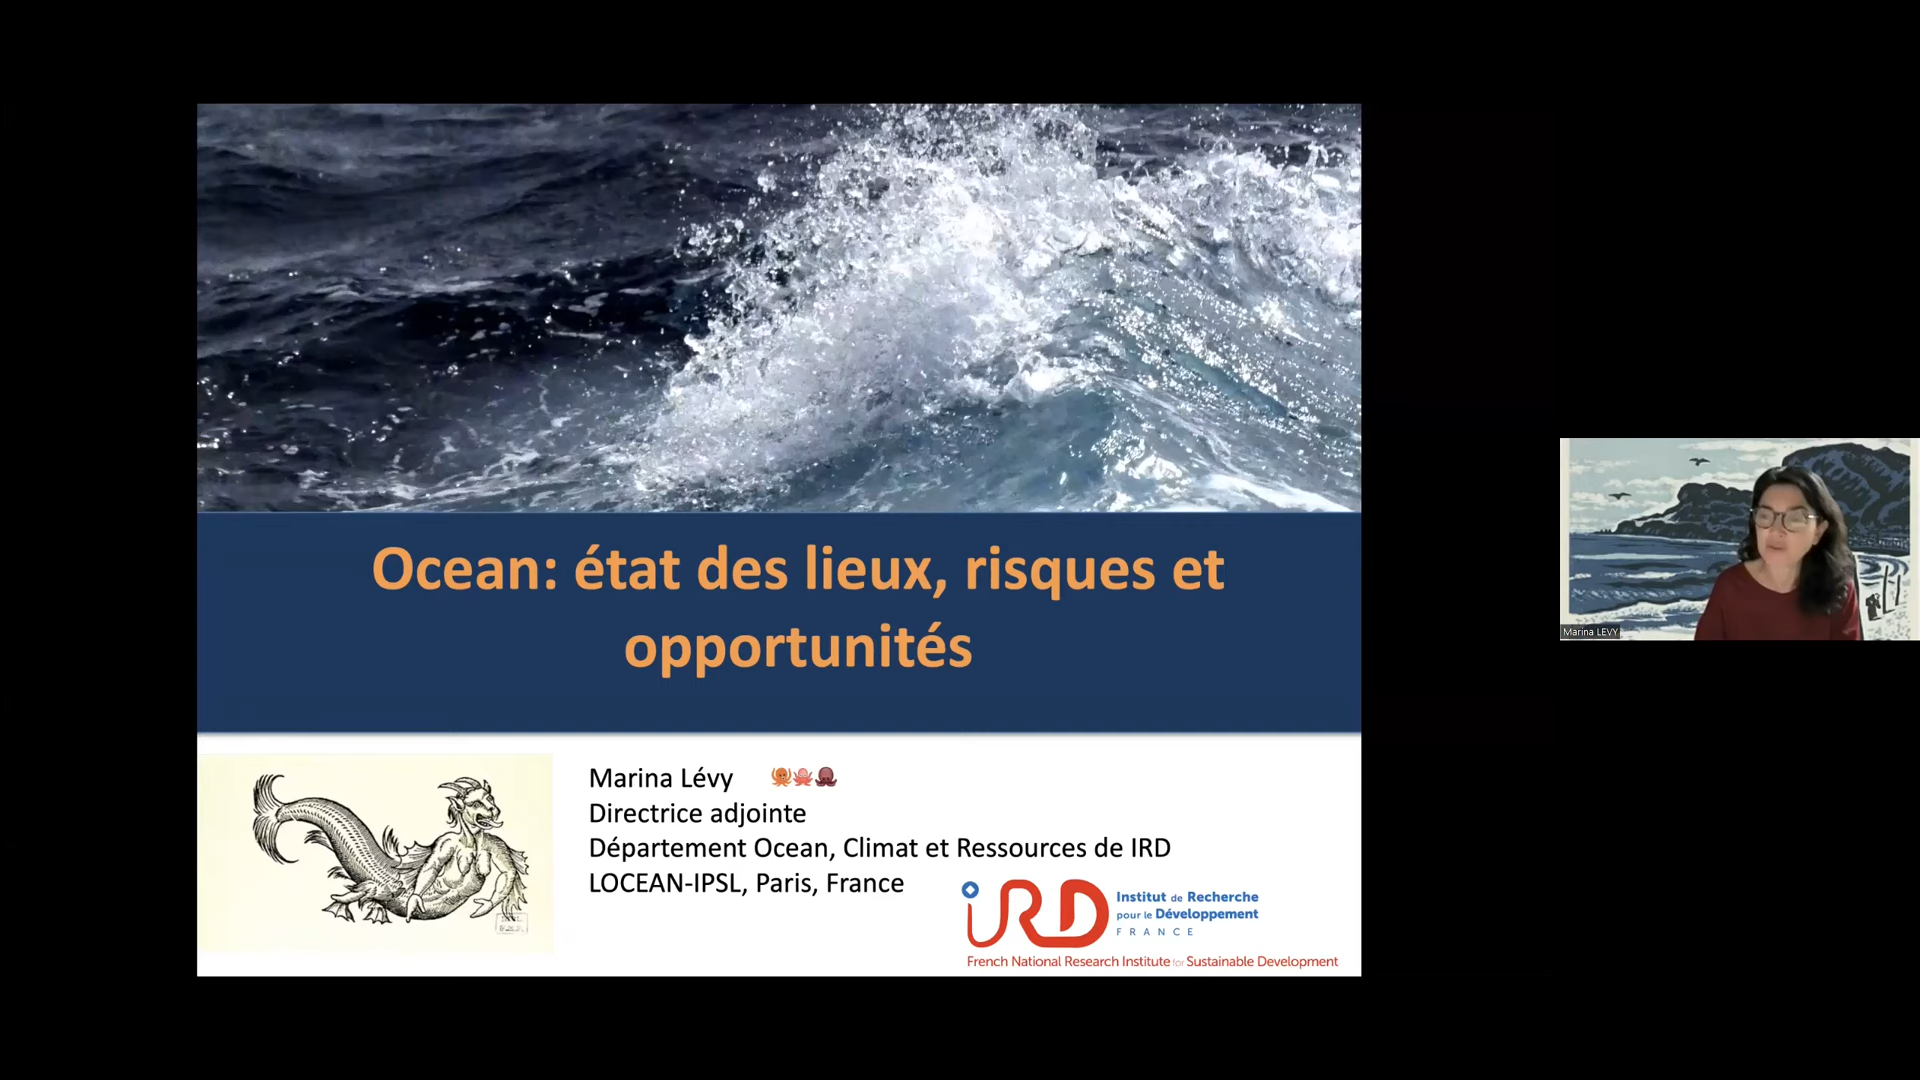 Ocean: état des lieux, risques et
opportunités
Marina Lévy
Directrice adjointe
Département Ocean, Climat et Ressources de IRD
LOCEAN-IPSL, Paris, France
iRD
Institut de Recherche
pour le Développement
FRANCE
French National Research Institute for Sustainable Development
Marina LEVY